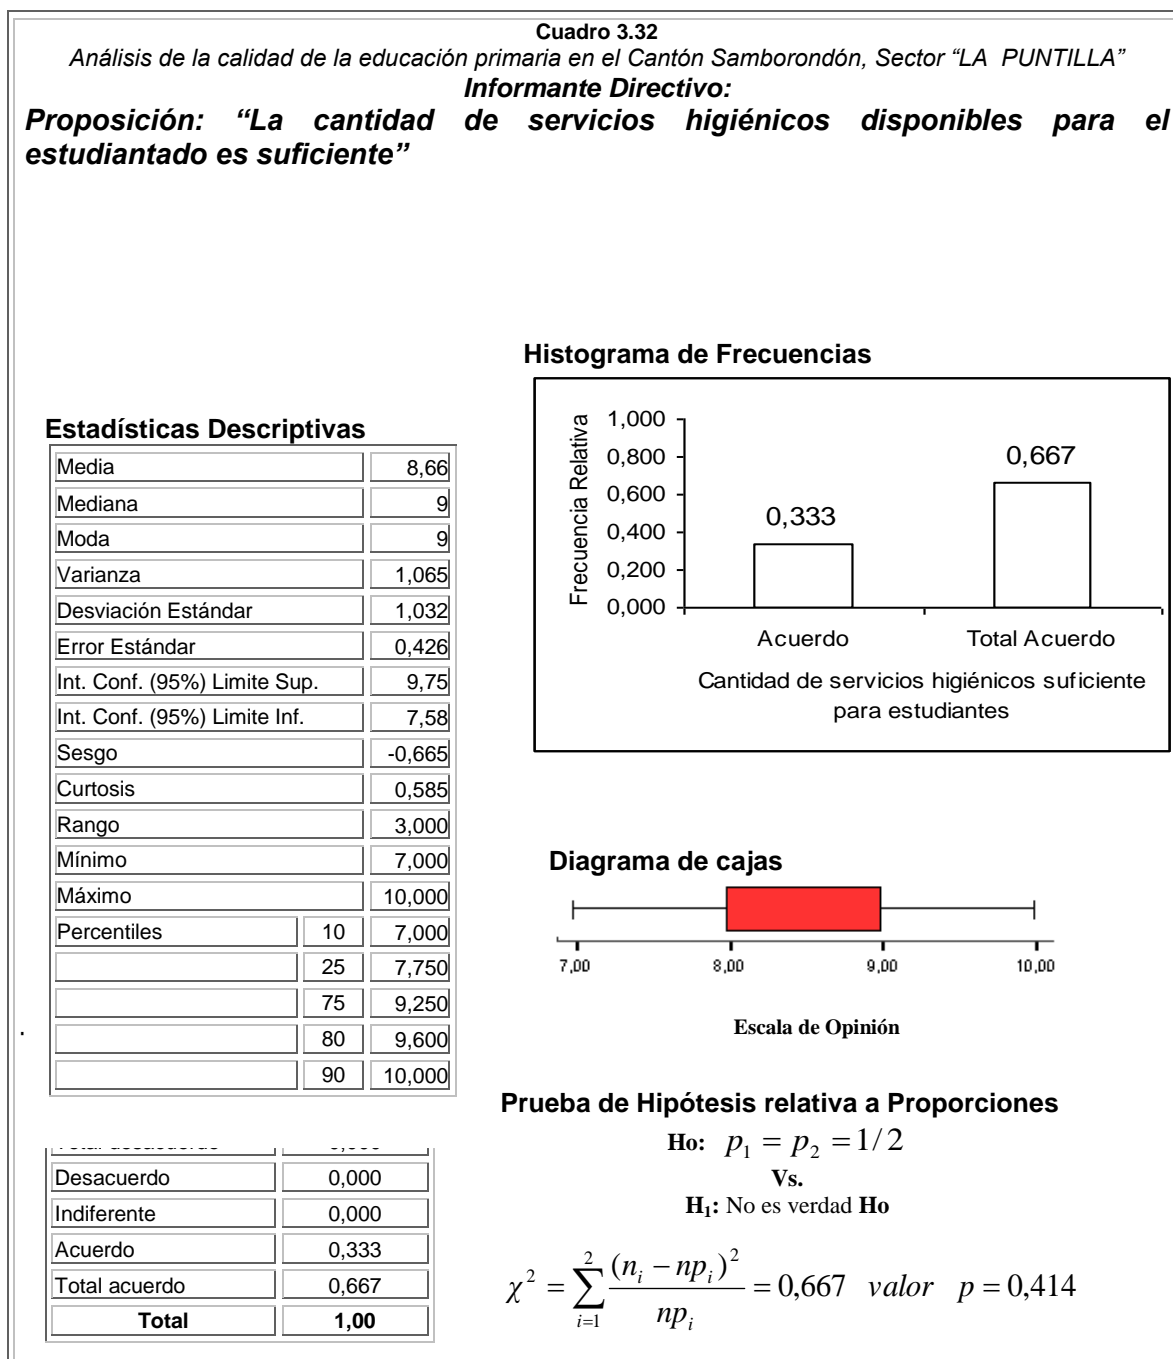 Cuadro 3.32
Análisis de la calidad de la educación primaria en el Cantón Samborondón, Sector “LA PUNTILLA”
Informante Directivo:
Proposición: “La cantidad de servicios higiénicos disponibles para el
estudiantado es suficiente”
Estadísticas Descriptivas
Media 8,66
Mediana 9
Moda 9
Varianza 1,065
Desviación Estándar 1,032
Error Estándar 0,426
Int. Conf. (95%) Limite Sup. 9,75
Int. Conf. (95%) Limite Inf. 7,58
Sesgo -0,665
Curtosis 0,585
Rango 3,000
Mínimo 7,000
Máximo 10,000
Percentiles 10 7,000
25 7,750
75 9,250
80 9,600
90 10,000
.
Desacuerdo 0,000
Indiferente 0,000
Acuerdo 0,333
Total acuerdo 0,667
Total 1,00
Histograma de Frecuencias
Frecuencia Relativa
1,000
0,800
0,600
0,400
0,200
0,000
0,333
0,667
Acuerdo Total Acuerdo
Cantidad de servicios higiénicos suficiente
para estudiantes
Diagrama de cajas
7,00 8,00 9,00 10,00
Escala de Opinión
Prueba de Hipótesis relativa a Proporciones
Ho: p₁ = p₂ = 1/2
Vs.
H₁: No es verdad Ho
χ² = ∑_{i=1}^{2} (nᵢ − npᵢ)² / npᵢ = 0,667 valor p = 0,414